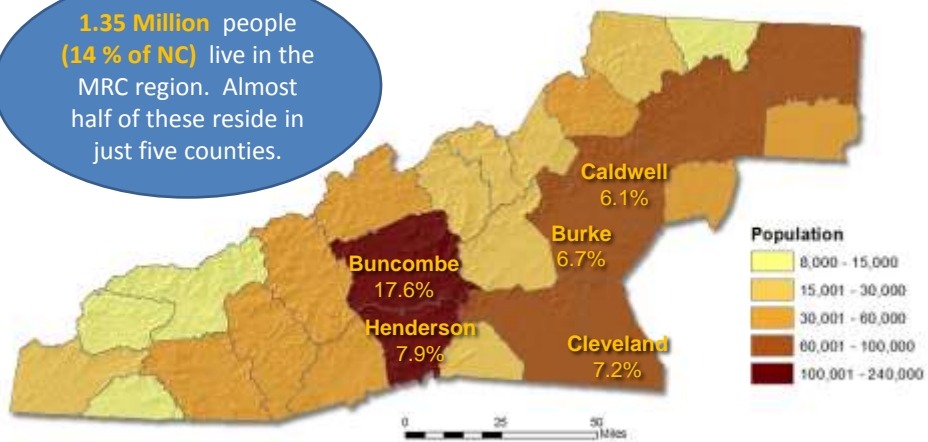 1.35 Million people
(14 % of NC) live in the
MRC region. Almost
half of these reside in
just five counties.
Caldwell
6.1%
Burke
6.7%
Buncombe
17.6%
Henderson
7.9%
Cleveland
7.2%
Population
8,000 - 15,000
15,001 - 30,000
30,001 - 60,000
60,001 - 100,000
100,001 - 240,000
0 25 50
Miles